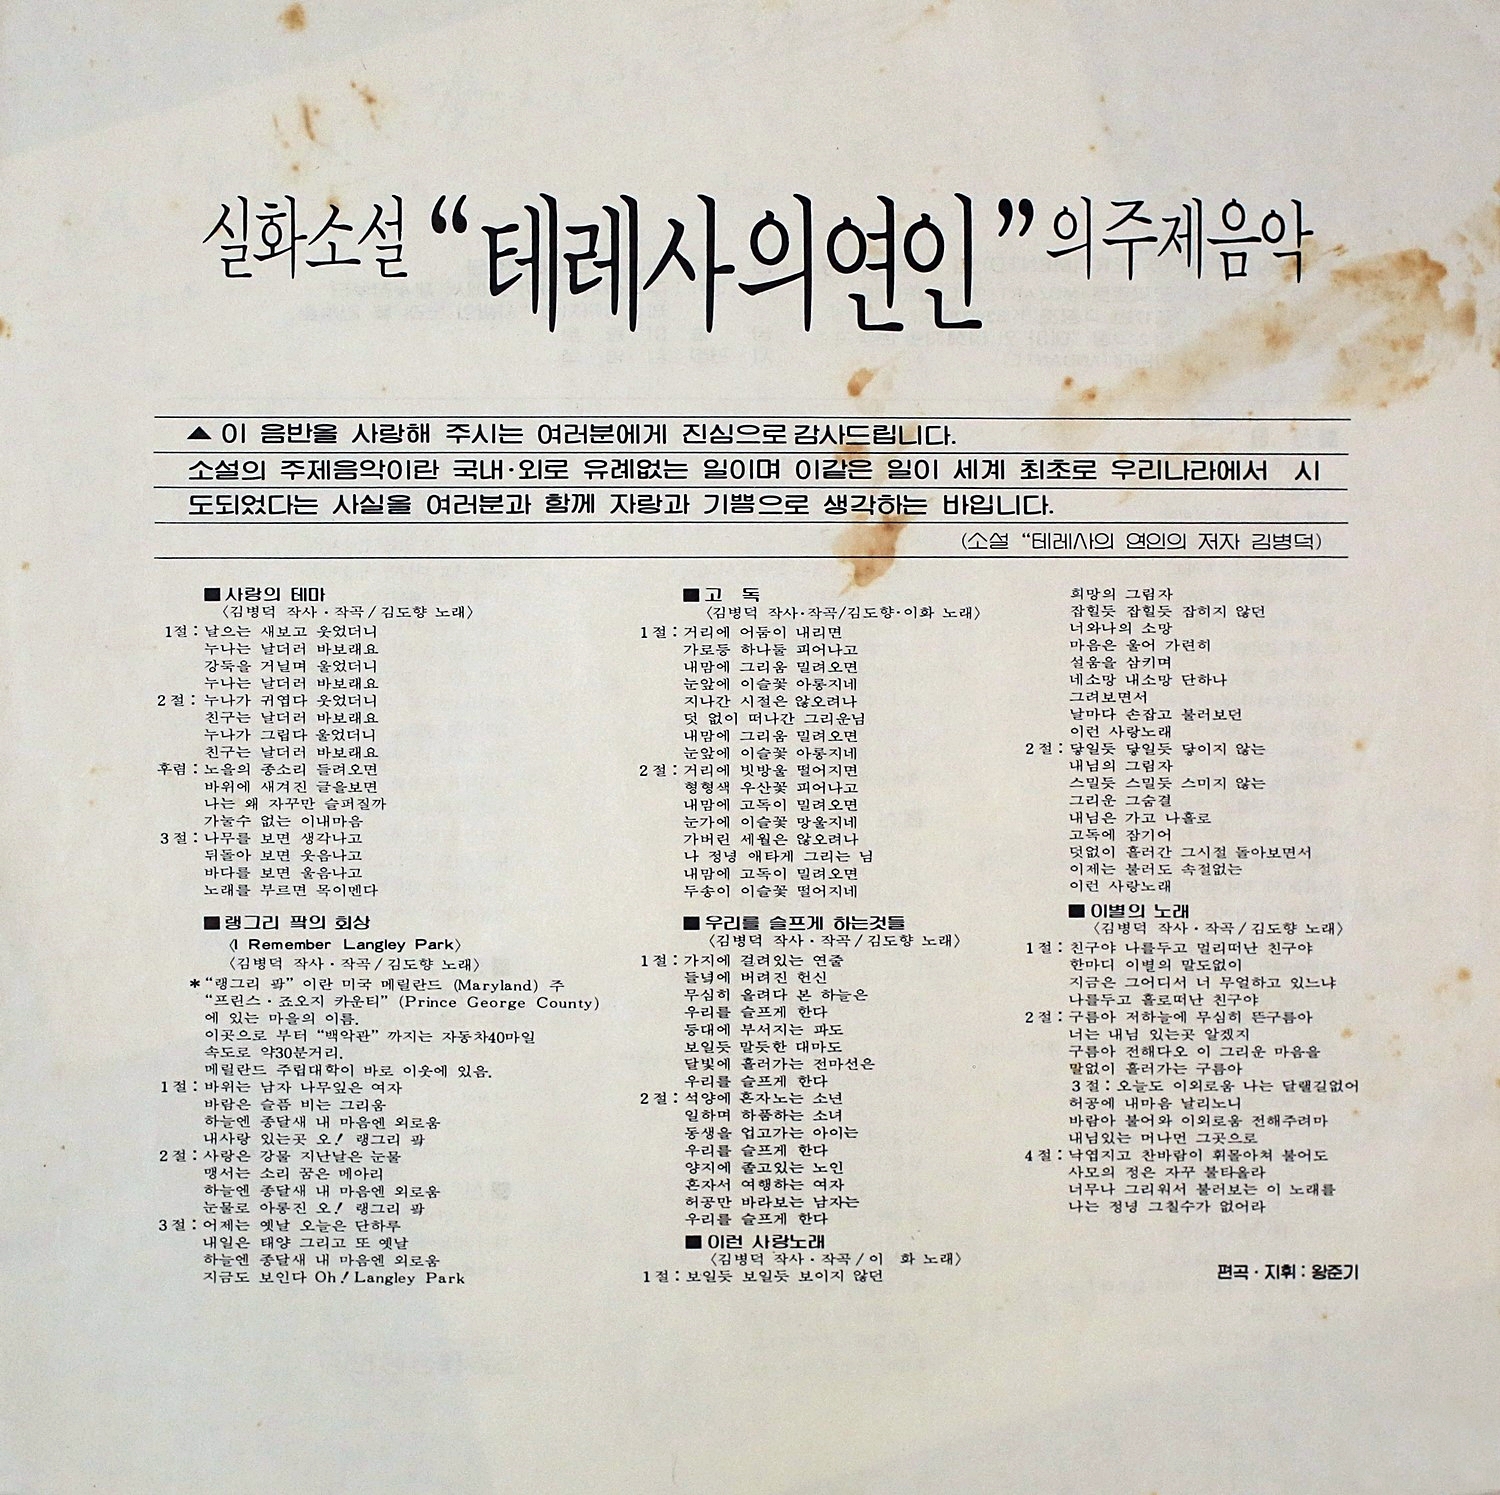 실화소설 “테레사의연인” 의주제음악
▲이 음반을 사랑해 주시는 여러분에게 진심으로 감사드립니다.
소설의 주제음악이란 국내·외로 유례없는 일이며 이같은 일이 세계 최초로 우리나라에서 시
도되었다는 사실을 여러분과 함께 자랑과 기쁨으로 생각하는 바입니다.
(소설 “테레사의 연인의 저자 김병덕)
■사랑의 테마
〈김병덕 작사·작곡/김도향 노래〉
1절:날으는 새보고 웃었더니
누나는 날더러 바보래요
강둑을 거닐며 울었더니
누나는 날더러 바보래요
2절:누나가 귀엽다 웃었더니
친구는 날더러 바보래요
누나가 그립다 울었더니
친구는 날더러 바보래요
후렴:노을의 종소리 들려오면
바위에 새겨진 글을보면
나는 왜 자꾸만 슬퍼질까
가눌수 없는 이내마음
3절:나무를 보면 생각나고
뒤돌아 보면 웃음나고
바다를 보면 울음나고
노래를 부르면 목이멘다
■랭그리 팍의 회상
〈I Remember Langley Park〉
〈김병덕 작사·작곡/김도향 노래〉
*“랭그리 팍” 이란 미국 메릴란드 (Maryland) 주
“프린스·죠오지 카운티” (Prince George County)
에 있는 마을의 이름.
이곳으로 부터 “백악관” 까지는 자동차40마일
속도로 약30분거리.
메릴란드 주립대학이 바로 이웃에 있음.
1절:바위는 남자 나무잎은 여자
바람은 슬픔 비는 그리움
하늘엔 종달새 내 마음엔 외로움
내사랑 있는곳 오! 랭그리 팍
2절:사랑은 강물 지난날은 눈물
맹서는 소리 꿈은 메아리
하늘엔 종달새 내 마음엔 외로움
눈물로 아롱진 오! 랭그리 팍
3절:어제는 옛날 오늘은 단하루
내일은 태양 그리고 또 옛날
하늘엔 종달새 내 마음엔 외로움
지금도 보인다 Oh! Langley Park
■고 독
〈김병덕 작사·작곡/김도향·이화 노래〉
1절:거리에 어둠이 내리면
가로등 하나둘 피어나고
내맘에 그리움 밀려오면
눈앞에 이슬꽃 아롱지네
지나간 시절은 않오려나
덧 없이 떠나간 그리운님
내맘에 그리움 밀려오면
눈앞에 이슬꽃 아롱지네
2절:거리에 빗방울 떨어지면
형형색 우산꽃 피어나고
내맘에 고독이 밀려오면
눈가에 이슬꽃 망울지네
가버린 세월은 않오려나
나 정녕 애타게 그리는 님
내맘에 고독이 밀려오면
두송이 이슬꽃 떨어지네
■우리를 슬프게 하는것들
〈김병덕 작사·작곡/김도향 노래〉
1절:가지에 걸려있는 연줄
들녘에 버려진 헌신
무심히 올려다 본 하늘은
우리를 슬프게 한다
등대에 부서지는 파도
보일듯 말듯한 대마도
달빛에 흘러가는 전마선은
우리를 슬프게 한다
2절:석양에 혼자노는 소년
일하며 하품하는 소녀
동생을 업고가는 아이는
우리를 슬프게 한다
양지에 졸고있는 노인
혼자서 여행하는 여자
허공만 바라보는 남자는
우리를 슬프게 한다
■이런 사랑노래
〈김병덕 작사·작곡/이 화 노래〉
1절:보일듯 보일듯 보이지 않던
희망의 그림자
잡힐듯 잡힐듯 잡히지 않던
너와나의 소망
마음은 울어 가련히
설움을 삼키며
네소망 내소망 단하나
그려보면서
날마다 손잡고 불러보던
이런 사랑노래
2절:닿일듯 닿일듯 닿이지 않는
내님의 그림자
스밀듯 스밀듯 스미지 않는
그리운 그숨결
내님은 가고 나홀로
고독에 잠기어
덧없이 흘러간 그시절 돌아보면서
이제는 불러도 속절없는
이런 사랑노래
■이별의 노래
〈김병덕 작사·작곡/김도향 노래〉
1절:친구야 나를두고 멀리떠난 친구야
한마디 이별의 말도없이
지금은 그어디서 너 무얼하고 있느냐
나를두고 홀로떠난 친구야
2절:구름아 저하늘에 무심히 뜬구름아
너는 내님 있는곳 알겠지
구름아 전해다오 이 그리운 마음을
말없이 흘러가는 구름아
3절:오늘도 이외로움 나는 달랠길없어
허공에 내마음 날리노니
바람아 불어와 이외로움 전해주려마
내님있는 머나먼 그곳으로
4절:낙엽지고 찬바람이 휘몰아쳐 불어도
사모의 정은 자꾸 불타올라
너무나 그리워서 불러보는 이 노래를
나는 정녕 그칠수가 없어라
편곡·지휘:왕준기